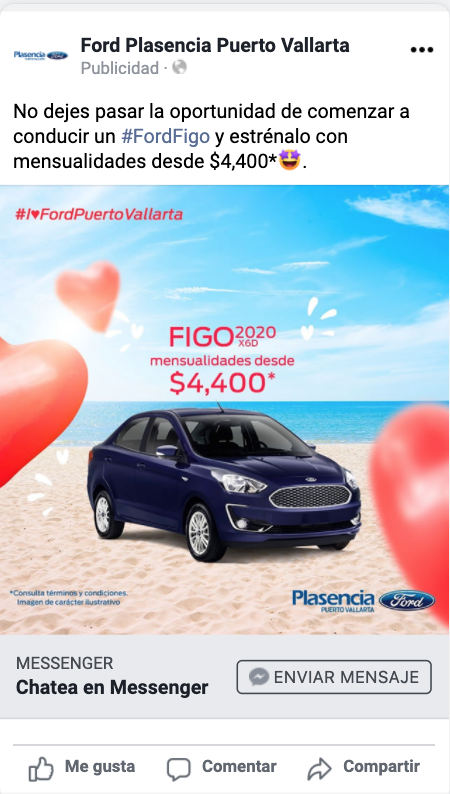 Plasencia Ford
Ford Plasencia Puerto Vallarta
Publicidad ·
No dejes pasar la oportunidad de comenzar a
conducir un #FordFigo y estrénalo con
mensualidades desde $4,400*🤩.
#I♥FordPuertoVallarta
FIGO2020
X6D
mensualidades desde
$4,400*
*Consulta términos y condiciones.
Imagen de carácter ilustrativo
Plasencia Ford
PUERTO VALLARTA
MESSENGER
Chatea en Messenger
ENVIAR MENSAJE
Me gusta Comentar Compartir